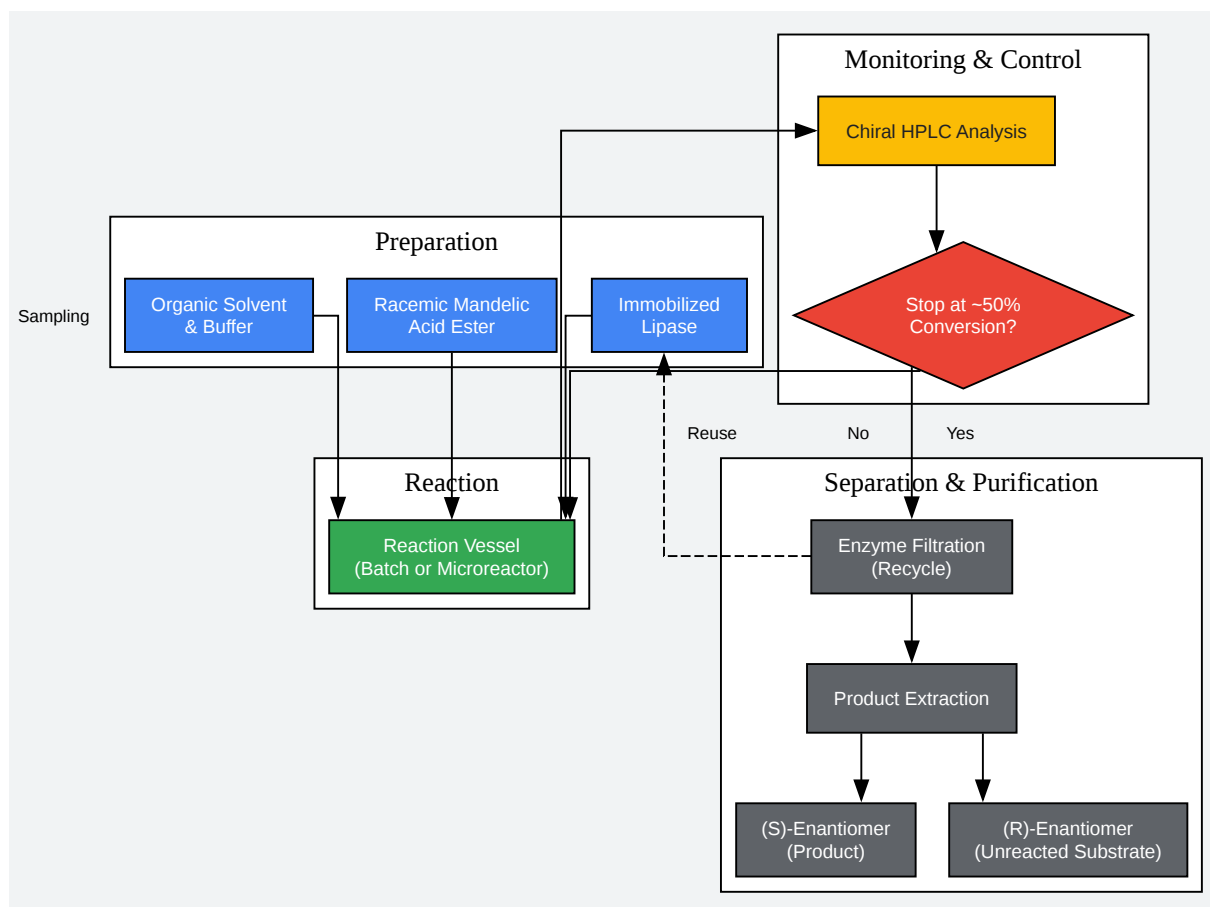 Monitoring & Control
Chiral HPLC Analysis
Preparation
Organic Solvent
& Buffer
Racemic Mandelic
Acid Ester
Immobilized
Lipase
Sampling
Stop at ~50%
Conversion?
Reuse
No
Yes
Reaction
Separation & Purification
Reaction Vessel
(Batch or Microreactor)
Enzyme Filtration
(Recycle)
Product Extraction
(S)-Enantiomer
(Product)
(R)-Enantiomer
(Unreacted Substrate)